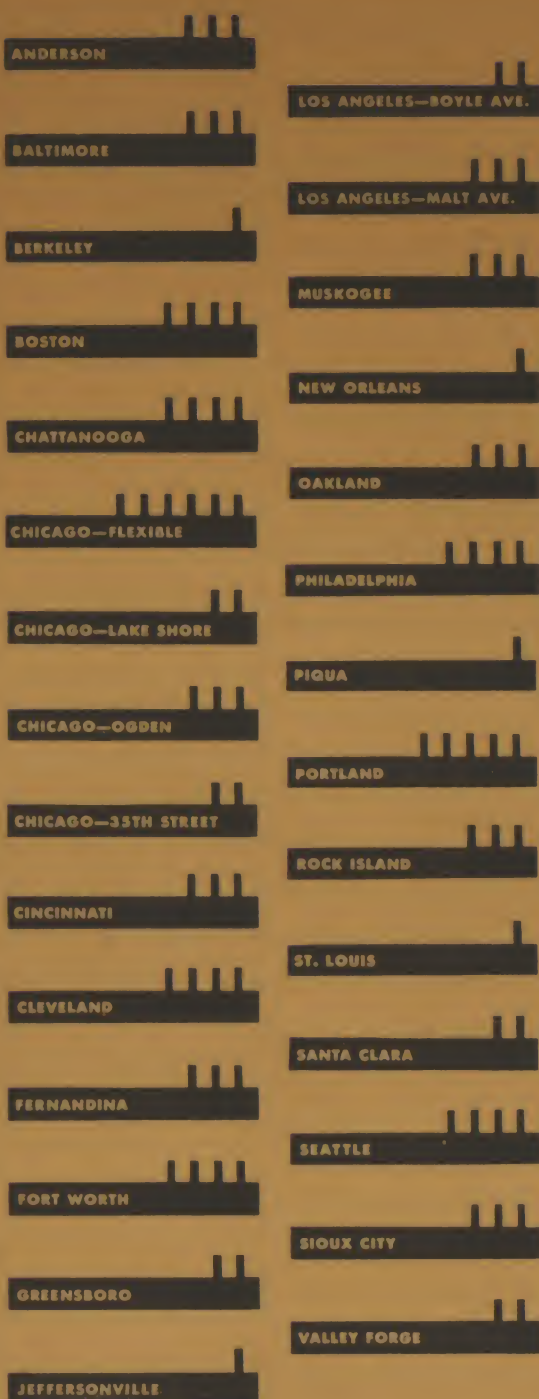 ANDERSON
BALTIMORE
BERKELEY
BOSTON
CHATTANOOGA
CHICAGO—FLEXIBLE
CHICAGO—LAKE SHORE
CHICAGO—OGDEN
CHICAGO—35TH STREET
CINCINNATI
CLEVELAND
FERNANDINA
FORT WORTH
GREENSBORO
JEFFERSONVILLE
LOS ANGELES—BOYLE AVE.
LOS ANGELES—MALT AVE.
MUSKOGEE
NEW ORLEANS
OAKLAND
PHILADELPHIA
PIQUA
PORTLAND
ROCK ISLAND
ST. LOUIS
SANTA CLARA
SEATTLE
SIOUX CITY
VALLEY FORGE